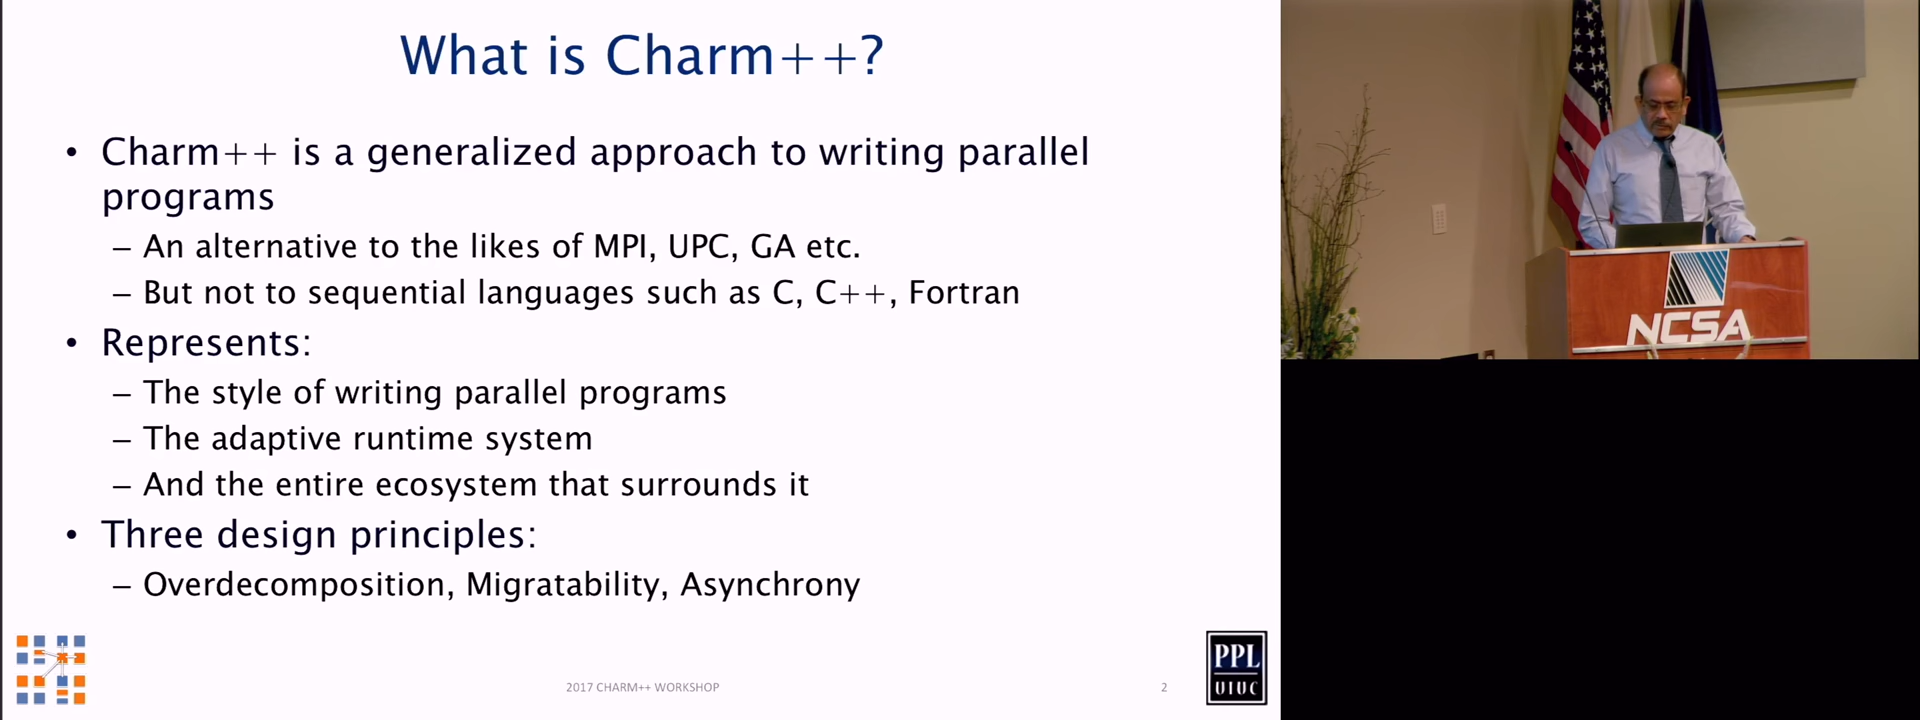 What is Charm++?
• Charm++ is a generalized approach to writing parallel
programs
– An alternative to the likes of MPI, UPC, GA etc.
– But not to sequential languages such as C, C++, Fortran
• Represents:
– The style of writing parallel programs
– The adaptive runtime system
– And the entire ecosystem that surrounds it
• Three design principles:
– Overdecomposition, Migratability, Asynchrony
2017 CHARM++ WORKSHOP
2
PPL
UIUC
NCSA